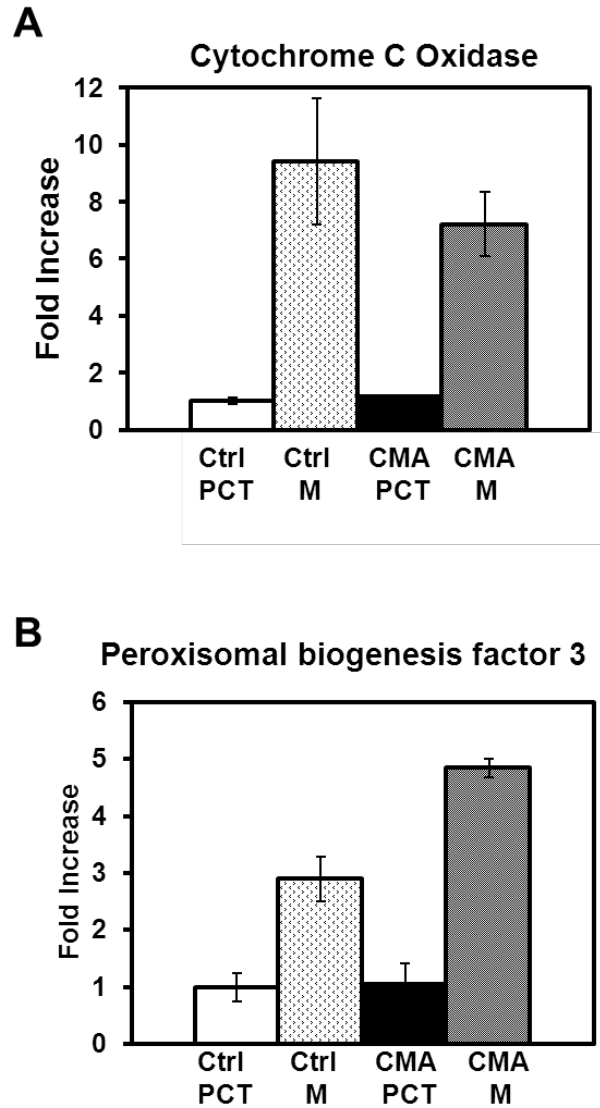 A
Cytochrome C Oxidase
Fold Increase
12
10
8
6
4
2
0
Ctrl Ctrl CMA CMA
PCT M PCT M
B
Peroxisomal biogenesis factor 3
Fold Increase
6
5
4
3
2
1
0
Ctrl Ctrl CMA CMA
PCT M PCT M